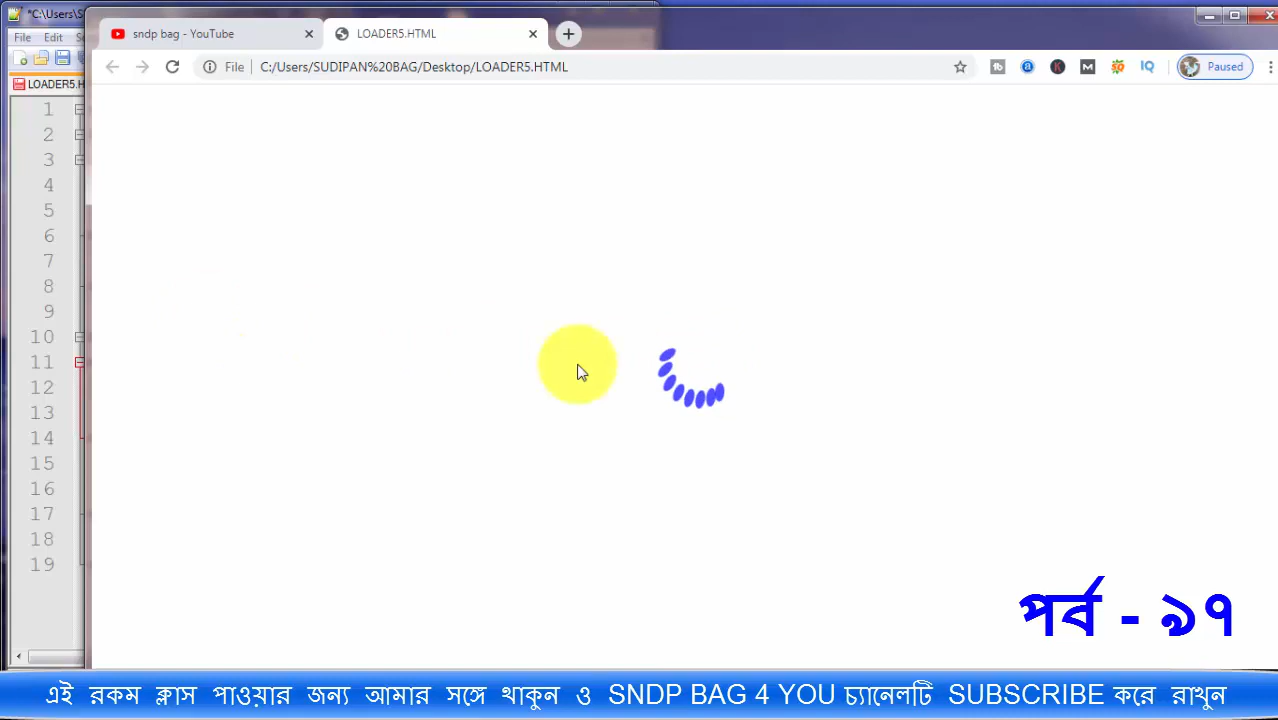 *"C:\Users\S
File Edit S
LOADER5.H
sndp bag - YouTube
LOADER5.HTML
File C:/Users/SUDIPAN%20BAG/Desktop/LOADER5.HTML
Paused
1
2
3
4
5
6
7
8
9
10
11
12
13
14
15
16
17
18
19
পর্ব - ৯৭
এই রকম ক্লাস পাওয়ার জন্য আমার সঙ্গে থাকুন ও SNDP BAG 4 YOU চ্যানেলটি SUBSCRIBE করে রাখুন